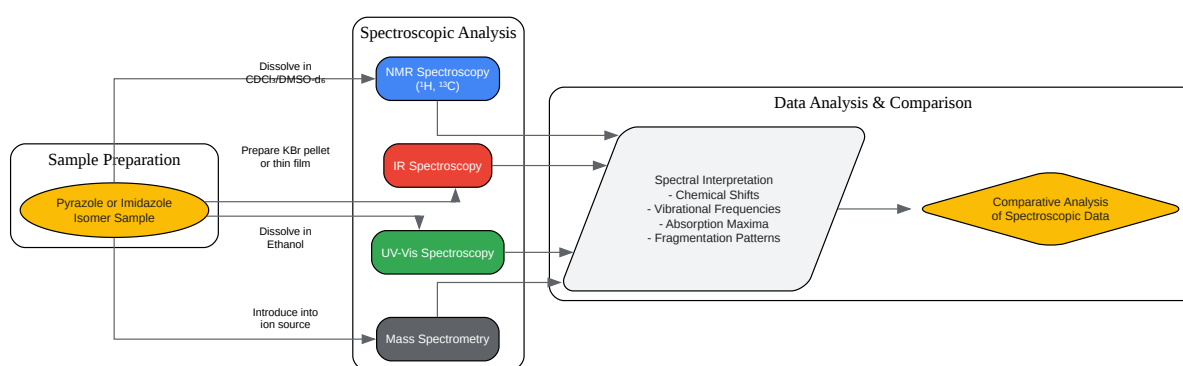 Sample Preparation
Pyrazole or Imidazole
Isomer Sample
Dissolve in
CDCl₃/DMSO-d₆
Prepare KBr pellet
or thin film
Dissolve in
Ethanol
Introduce into
ion source
Spectroscopic Analysis
NMR Spectroscopy
(¹H, ¹³C)
IR Spectroscopy
UV-Vis Spectroscopy
Mass Spectrometry
Data Analysis & Comparison
Spectral Interpretation
- Chemical Shifts
- Vibrational Frequencies
- Absorption Maxima
- Fragmentation Patterns
Comparative Analysis
of Spectroscopic Data